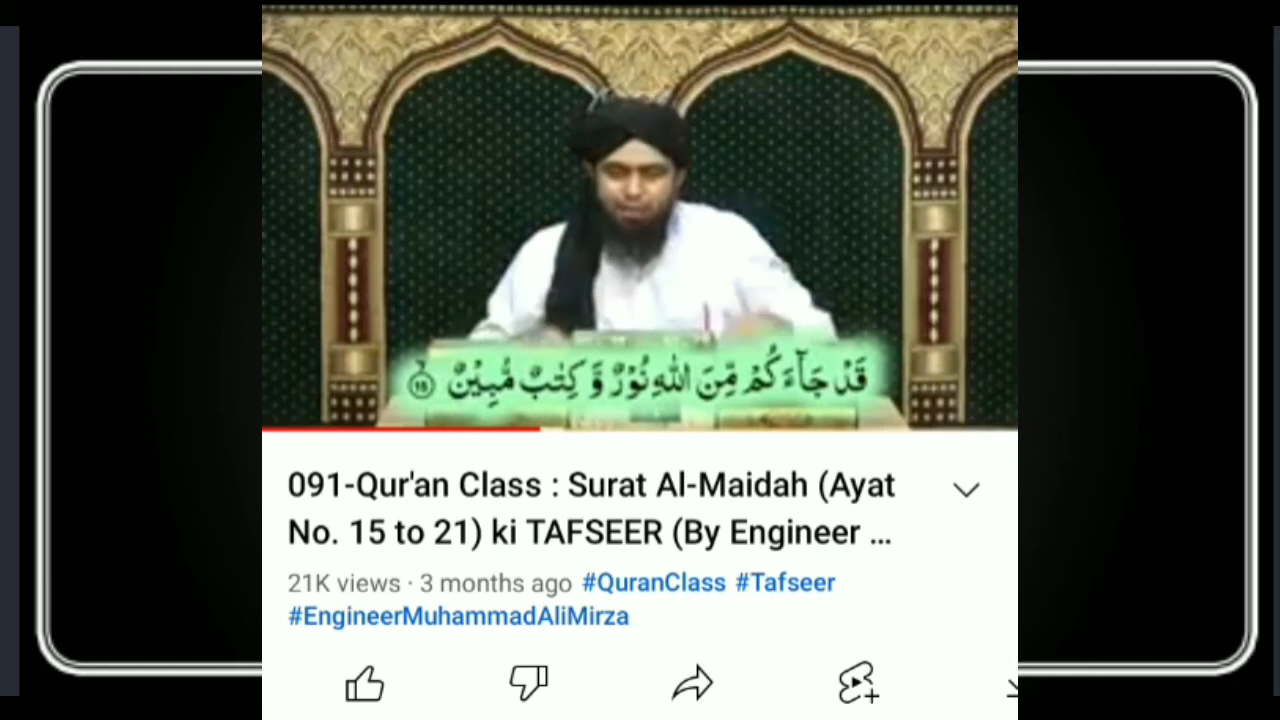 قَدْ جَآءَكُمْ مِّنَ اللّٰهِ نُوْرٌ وَّ كِتٰبٌ مُّبِيْنٌ ۙ﴿15﴾
091-Qur'an Class : Surat Al-Maidah (Ayat
No. 15 to 21) ki TAFSEER (By Engineer ...
21K views · 3 months ago #QuranClass #Tafseer
#EngineerMuhammadAliMirza